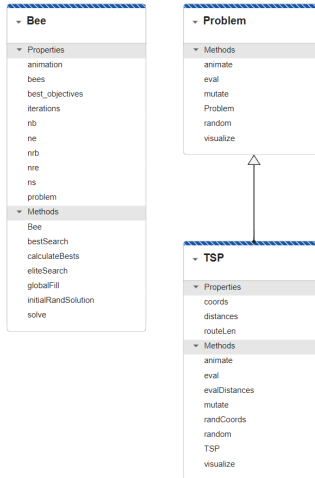 Bee
Properties
animation
bees
best_objectives
iterations
nb
ne
nrb
nre
ns
problem
Methods
Bee
bestSearch
calculateBests
eliteSearch
globalFill
initialRandSolution
solve
Problem
Methods
animate
eval
mutate
Problem
random
visualize
TSP
Properties
coords
distances
routeLen
Methods
animate
eval
evalDistances
mutate
randCoords
random
TSP
visualize